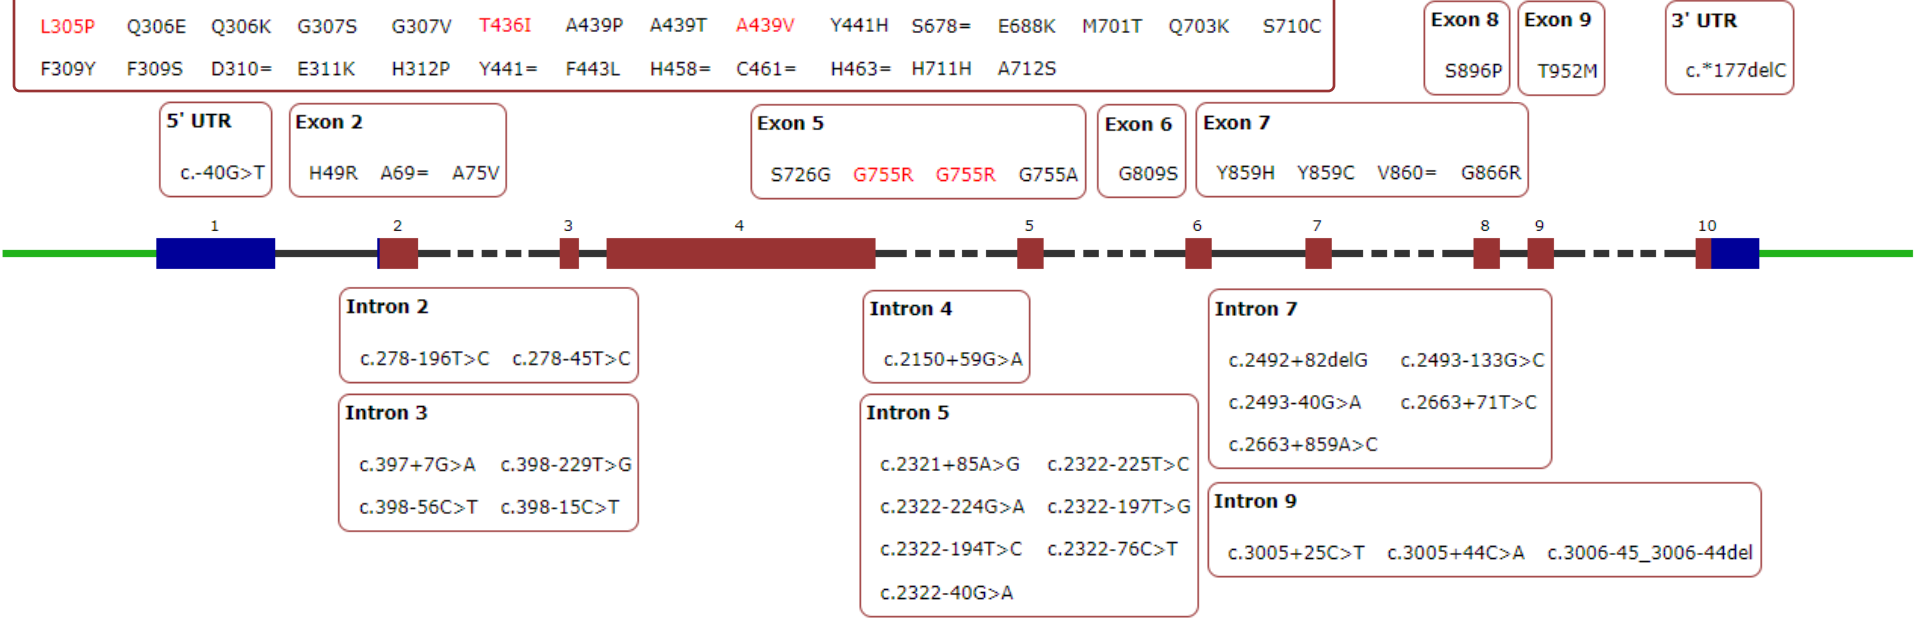 L305P Q306E Q306K G307S G307V T436I A439P A439T A439V Y441H S678= E688K M701T Q703K S710C
F309Y F309S D310= E311K H312P Y441= F443L H458= C461= H463= H711H A712S
Exon 8
S896P
Exon 9
T952M
3' UTR
c.*177delC
5' UTR
c.-40G>T
Exon 2
H49R A69= A75V
Exon 5
S726G G755R G755R G755A
Exon 6
G809S
Exon 7
Y859H Y859C V860= G866R
1 2 3 4 5 6 7 8 9 10
Intron 2
c.278-196T>C c.278-45T>C
Intron 3
c.397+7G>A c.398-229T>G
c.398-56C>T c.398-15C>T
Intron 4
c.2150+59G>A
Intron 5
c.2321+85A>G c.2322-225T>C
c.2322-224G>A c.2322-197T>G
c.2322-194T>C c.2322-76C>T
c.2322-40G>A
Intron 7
c.2492+82delG c.2493-133G>C
c.2493-40G>A c.2663+71T>C
c.2663+859A>C
Intron 9
c.3005+25C>T c.3005+44C>A c.3006-45_3006-44del